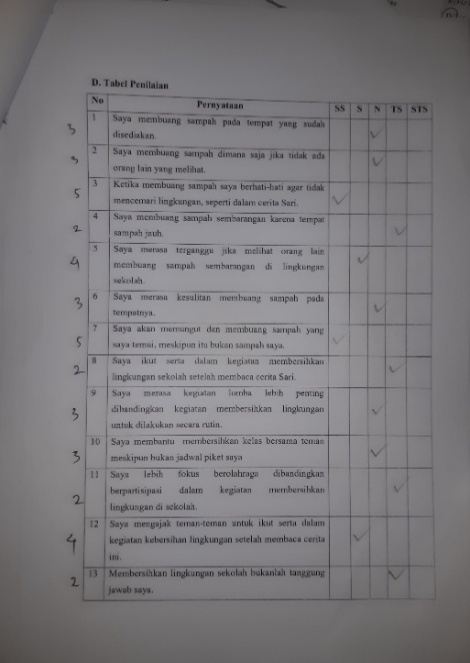 D. Tabel Penilaian
No Pernyataan SS S N TS STS
3 1 Saya membuang sampah pada tempat yang sudah
disediakan. ✓
3 2 Saya membuang sampah dimana saja jika tidak ada
orang lain yang melihat. ✓
5 3 Ketika membuang sampah saya berhati-hati agar tidak
mencemari lingkungan, seperti dalam cerita Sari. ✓
2 4 Saya membuang sampah sembarangan karena tempat
sampah jauh. ✓
4 5 Saya merasa terganggu jika melihat orang lain
membuang sampah sembarangan di lingkungan
sekolah. ✓
3 6 Saya merasa kesulitan membuang sampah pada
tempatnya. ✓
5 7 Saya akan memungut dan membuang sampah yang
saya temui, meskipun itu bukan sampah saya. ✓
2 8 Saya ikut serta dalam kegiatan membersihkan
lingkungan sekolah setelah membaca cerita Sari. ✓
3 9 Saya merasa kegiatan lomba lebih penting
dibandingkan kegiatan membersihkan lingkungan
untuk dilakukan secara rutin. ✓
3 10 Saya membantu membersihkan kelas bersama teman
meskipun bukan jadwal piket saya ✓
2 11 Saya lebih fokus berolahraga dibandingkan
berpartisipasi dalam kegiatan membersihkan
lingkungan di sekolah. ✓
4 12 Saya mengajak teman-teman untuk ikut serta dalam
kegiatan kebersihan lingkungan setelah membaca cerita
ini. ✓
2 13 Membersihkan lingkungan sekolah bukanlah tanggung
jawab saya. ✓